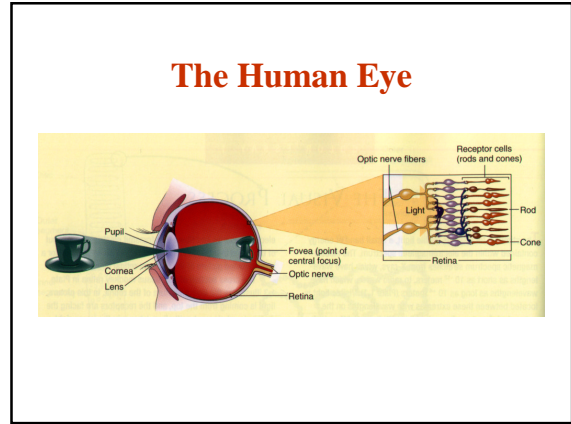 The Human Eye
Pupil
Cornea
Lens
Fovea (point of
central focus)
Optic nerve
Retina
Optic nerve fibers
Receptor cells
(rods and cones)
Light
Rod
Cone
Retina